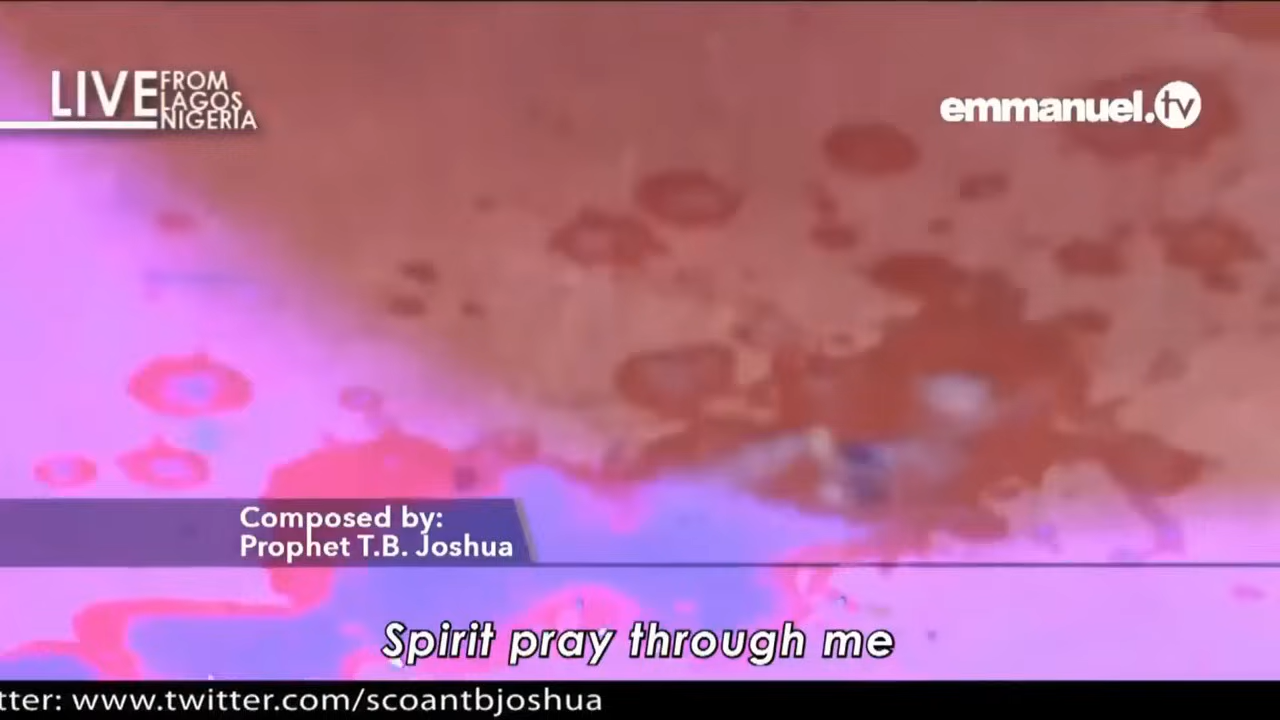 LIVE FROM
LAGOS
NIGERIA
emmanuel.tv
Composed by:
Prophet T.B. Joshua
Spirit pray through me
tter: www.twitter.com/scoantbjoshua